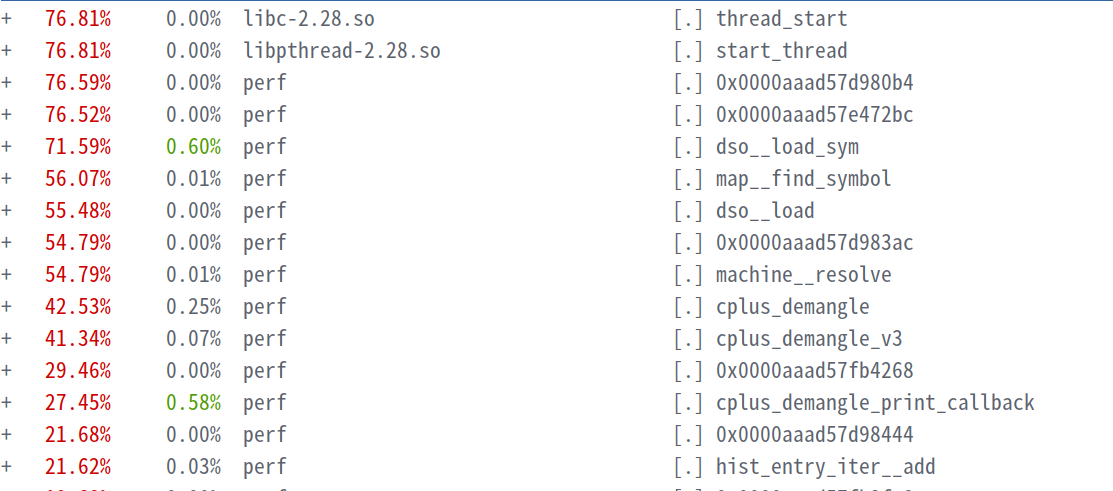 + 76.81% 0.00% libc-2.28.so [.] thread_start
+ 76.81% 0.00% libpthread-2.28.so [.] start_thread
+ 76.59% 0.00% perf [.] 0x0000aaad57d980b4
+ 76.52% 0.00% perf [.] 0x0000aaad57e472bc
+ 71.59% 0.60% perf [.] dso__load_sym
+ 56.07% 0.01% perf [.] map__find_symbol
+ 55.48% 0.00% perf [.] dso__load
+ 54.79% 0.00% perf [.] 0x0000aaad57d983ac
+ 54.79% 0.01% perf [.] machine__resolve
+ 42.53% 0.25% perf [.] cplus_demangle
+ 41.34% 0.07% perf [.] cplus_demangle_v3
+ 29.46% 0.00% perf [.] 0x0000aaad57fb4268
+ 27.45% 0.58% perf [.] cplus_demangle_print_callback
+ 21.68% 0.00% perf [.] 0x0000aaad57d98444
+ 21.62% 0.03% perf [.] hist_entry_iter__add